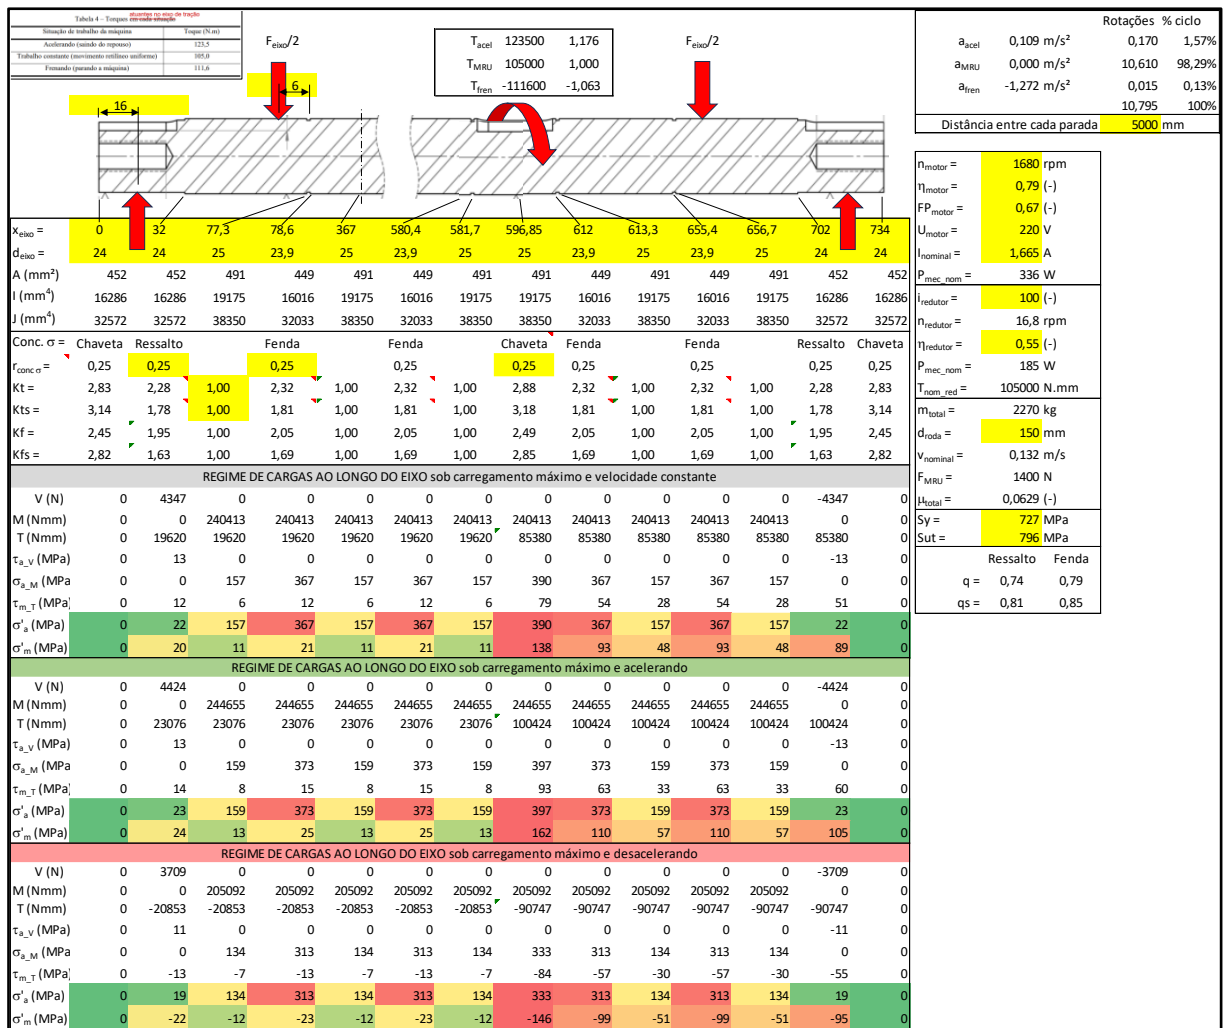 atuantes no eixo de tração
Tabela 4 – Torques em cada situação
Situação de trabalho da máquina Toque (N.m)
Acelerando (saindo do repouso) 123,5
Trabalho constante (movimento retilíneo uniforme) 105,0
Freando (parando a máquina) 111,6
Feixo/2
Tacel 123500 1,176
TMRU 105000 1,000
Tfren -111600 -1,063
Feixo/2
6
16
Rotações % ciclo
aacel 0,109 m/s² 0,170 1,57%
aMRU 0,000 m/s² 10,610 98,29%
afren -1,272 m/s² 0,015 0,13%
10,795 100%
Distância entre cada parada 5000 mm
xeixo = 0 32 77,3 78,6 367 580,4 581,7 596,85 612 613,3 655,4 656,7 702 734
deixo = 24 24 25 23,9 25 23,9 25 25 23,9 25 23,9 25 24 24
A (mm²) 452 452 491 449 491 449 491 491 449 491 449 491 452 452
I (mm⁴) 16286 16286 19175 16016 19175 16016 19175 19175 16016 19175 16016 19175 16286 16286
J (mm⁴) 32572 32572 38350 32033 38350 32033 38350 38350 32033 38350 32033 38350 32572 32572
Conc. σ = Chaveta Ressalto Fenda Fenda Chaveta Fenda Fenda Ressalto Chaveta
rconc σ = 0,25 0,25 0,25 0,25 0,25 0,25 0,25 0,25 0,25
Kt = 2,83 2,28 1,00 2,32 1,00 2,32 1,00 2,88 2,32 1,00 2,32 1,00 2,28 2,83
Kts = 3,14 1,78 1,00 1,81 1,00 1,81 1,00 3,18 1,81 1,00 1,81 1,00 1,78 3,14
Kf = 2,45 1,95 1,00 2,05 1,00 2,05 1,00 2,49 2,05 1,00 2,05 1,00 1,95 2,45
Kfs = 2,82 1,63 1,00 1,69 1,00 1,69 1,00 2,85 1,69 1,00 1,69 1,00 1,63 2,82
REGIME DE CARGAS AO LONGO DO EIXO sob carregamento máximo e velocidade constante
V (N) 0 4347 0 0 0 0 0 0 0 0 0 0 -4347 0
M (Nmm) 0 0 240413 240413 240413 240413 240413 240413 240413 240413 240413 240413 0 0
T (Nmm) 0 19620 19620 19620 19620 19620 19620 85380 85380 85380 85380 85380 85380 0
τa_V (MPa) 0 13 0 0 0 0 0 0 0 0 0 0 -13 0
σa_M (MPa 0 0 157 367 157 367 157 390 367 157 367 157 0 0
τm_T (MPa) 0 12 6 12 6 12 6 79 54 28 54 28 51 0
σ'a (MPa) 0 22 157 367 157 367 157 390 367 157 367 157 22 0
σ'm (MPa) 0 20 11 21 11 21 11 138 93 48 93 48 89 0
REGIME DE CARGAS AO LONGO DO EIXO sob carregamento máximo e acelerando
V (N) 0 4424 0 0 0 0 0 0 0 0 0 0 -4424 0
M (Nmm) 0 0 244655 244655 244655 244655 244655 244655 244655 244655 244655 244655 0 0
T (Nmm) 0 23076 23076 23076 23076 23076 23076 100424 100424 100424 100424 100424 100424 0
τa_V (MPa) 0 13 0 0 0 0 0 0 0 0 0 0 -13 0
σa_M (MPa 0 0 159 373 159 373 159 397 373 159 373 159 0 0
τm_T (MPa) 0 14 8 15 8 15 8 93 63 33 63 33 60 0
σ'a (MPa) 0 23 159 373 159 373 159 397 373 159 373 159 23 0
σ'm (MPa) 0 24 13 25 13 25 13 162 110 57 110 57 105 0
REGIME DE CARGAS AO LONGO DO EIXO sob carregamento máximo e desacelerando
V (N) 0 3709 0 0 0 0 0 0 0 0 0 0 -3709 0
M (Nmm) 0 0 205092 205092 205092 205092 205092 205092 205092 205092 205092 205092 0 0
T (Nmm) 0 -20853 -20853 -20853 -20853 -20853 -20853 -90747 -90747 -90747 -90747 -90747 -90747 0
τa_V (MPa) 0 11 0 0 0 0 0 0 0 0 0 0 -11 0
σa_M (MPa 0 0 134 313 134 313 134 333 313 134 313 134 0 0
τm_T (MPa) 0 -13 -7 -13 -7 -13 -7 -84 -57 -30 -57 -30 -55 0
σ'a (MPa) 0 19 134 313 134 313 134 333 313 134 313 134 19 0
σ'm (MPa) 0 -22 -12 -23 -12 -23 -12 -146 -99 -51 -99 -51 -95 0
nmotor = 1680 rpm
ηmotor = 0,79 (-)
FPmotor = 0,67 (-)
Umotor = 220 V
Inominal = 1,665 A
Pmec_nom = 336 W
iredutor = 100 (-)
nredutor = 16,8 rpm
ηredutor = 0,55 (-)
Pmec_nom = 185 W
Tnom_red = 105000 N.mm
mtotal = 2270 kg
droda = 150 mm
vnominal = 0,132 m/s
FMRU = 1400 N
μtotal = 0,0629 (-)
Sy = 727 MPa
Sut = 796 MPa
Ressalto Fenda
q = 0,74 0,79
qs = 0,81 0,85